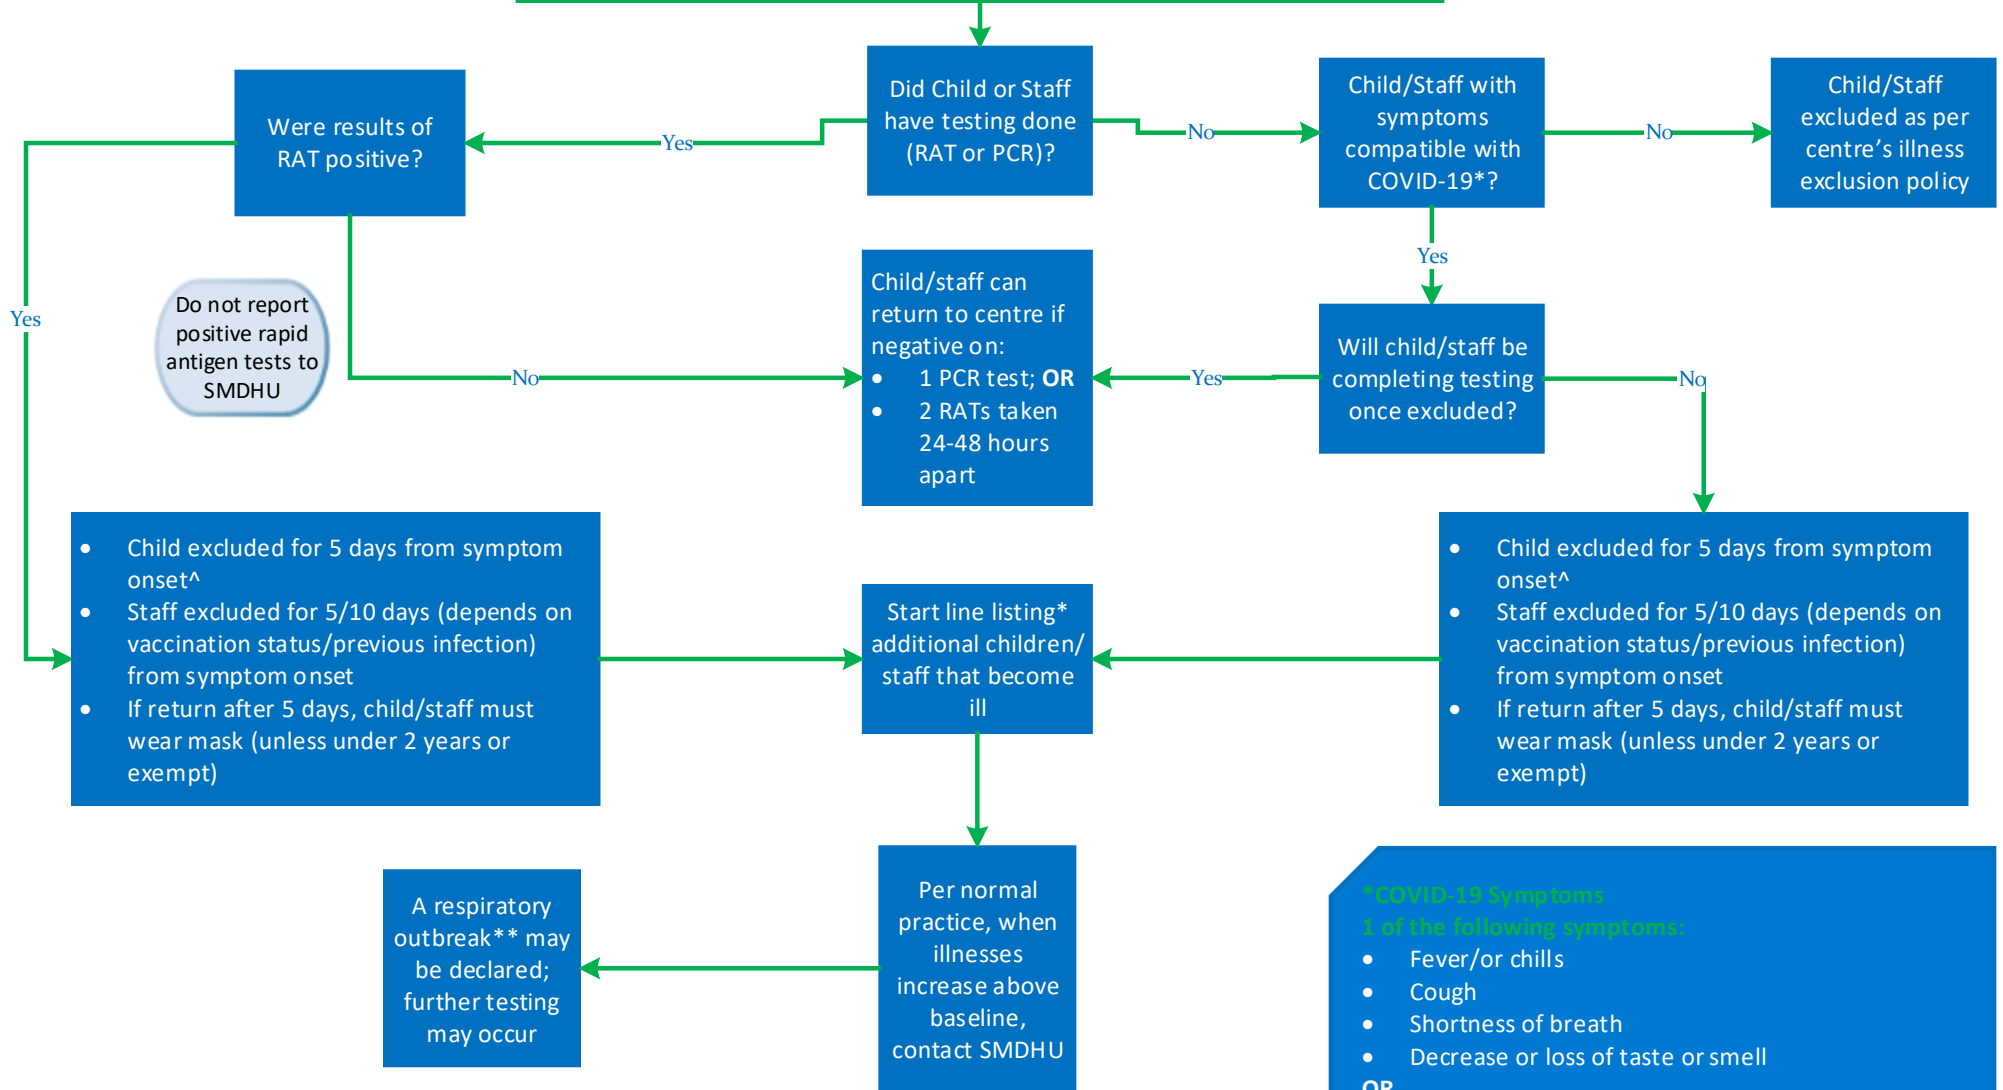 Did Child or Staff
have testing done
(RAT or PCR)?
Were results of
RAT positive?
Child/Staff with
symptoms
compatible with
COVID-19*?
Child/Staff
excluded as per
centre’s illness
exclusion policy
Yes
No
No
Yes
Yes
Do not report
positive rapid
antigen tests to
SMDHU
No
Child/staff can
return to centre if
negative on:
• 1 PCR test; OR
• 2 RATs taken
24-48 hours
apart
Yes
Will child/staff be
completing testing
once excluded?
No
• Child excluded for 5 days from symptom
onset^
• Staff excluded for 5/10 days (depends on
vaccination status/previous infection)
from symptom onset
• If return after 5 days, child/staff must
wear mask (unless under 2 years or
exempt)
Start line listing*
additional children/
staff that become
ill
• Child excluded for 5 days from symptom
onset^
• Staff excluded for 5/10 days (depends on
vaccination status/previous infection)
from symptom onset
• If return after 5 days, child/staff must
wear mask (unless under 2 years or
exempt)
A respiratory
outbreak** may
be declared;
further testing
may occur
Per normal
practice, when
illnesses
increase above
baseline,
contact SMDHU
*COVID-19 Symptoms
1 of the following symptoms:
• Fever/or chills
• Cough
• Shortness of breath
• Decrease or loss of taste or smell
OR